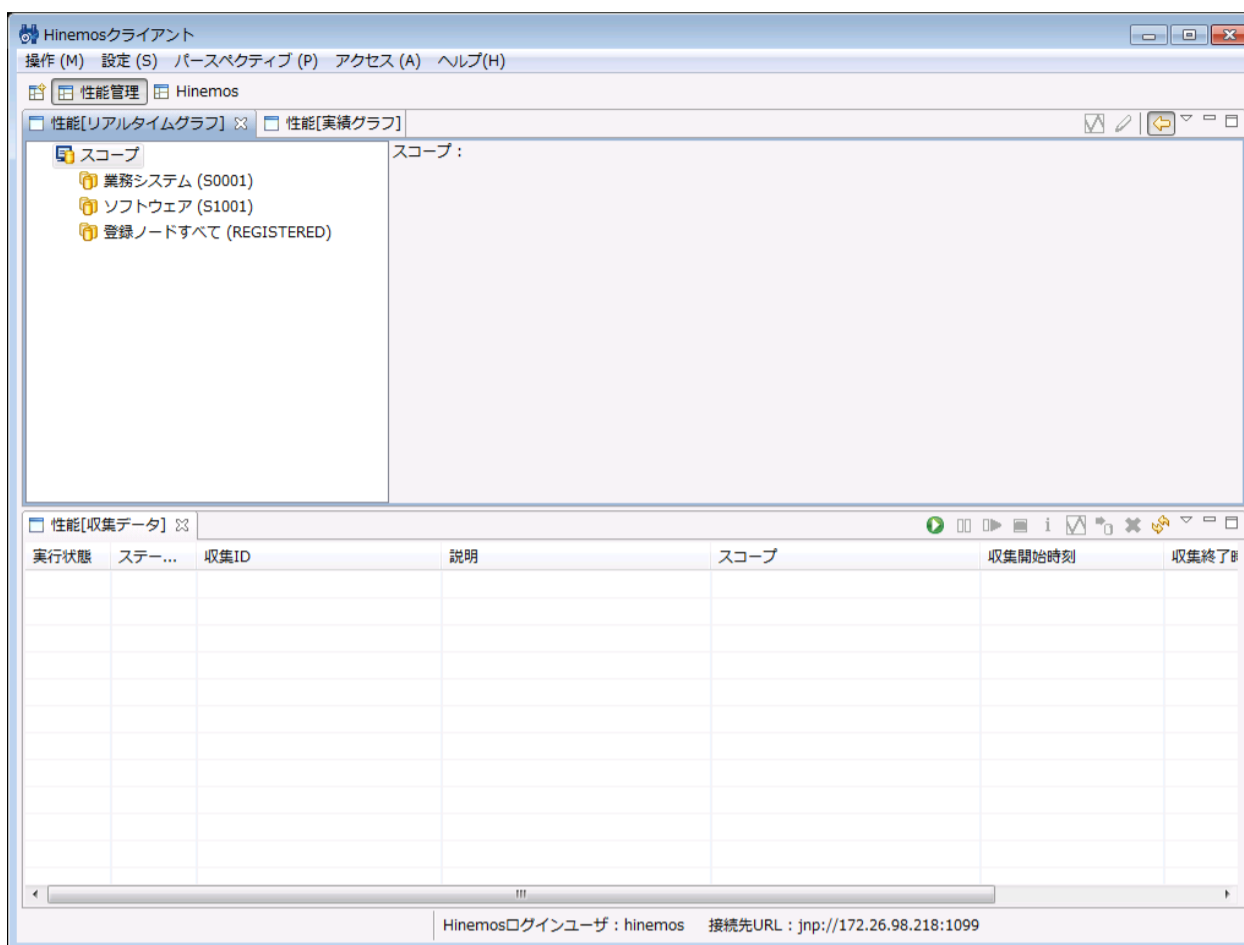 Hinemosクライアント
操作 (M) 設定 (S) パースペクティブ (P) アクセス (A) ヘルプ(H)
性能管理 Hinemos
性能[リアルタイムグラフ] 性能[実績グラフ]
スコープ スコープ：
業務システム (S0001)
ソフトウェア (S1001)
登録ノードすべて (REGISTERED)
性能[収集データ]
実行状態 ステー... 収集ID 説明 スコープ 収集開始時刻 収集終了
Hinemosログインユーザ：hinemos 接続先URL：jnp://172.26.98.218:1099